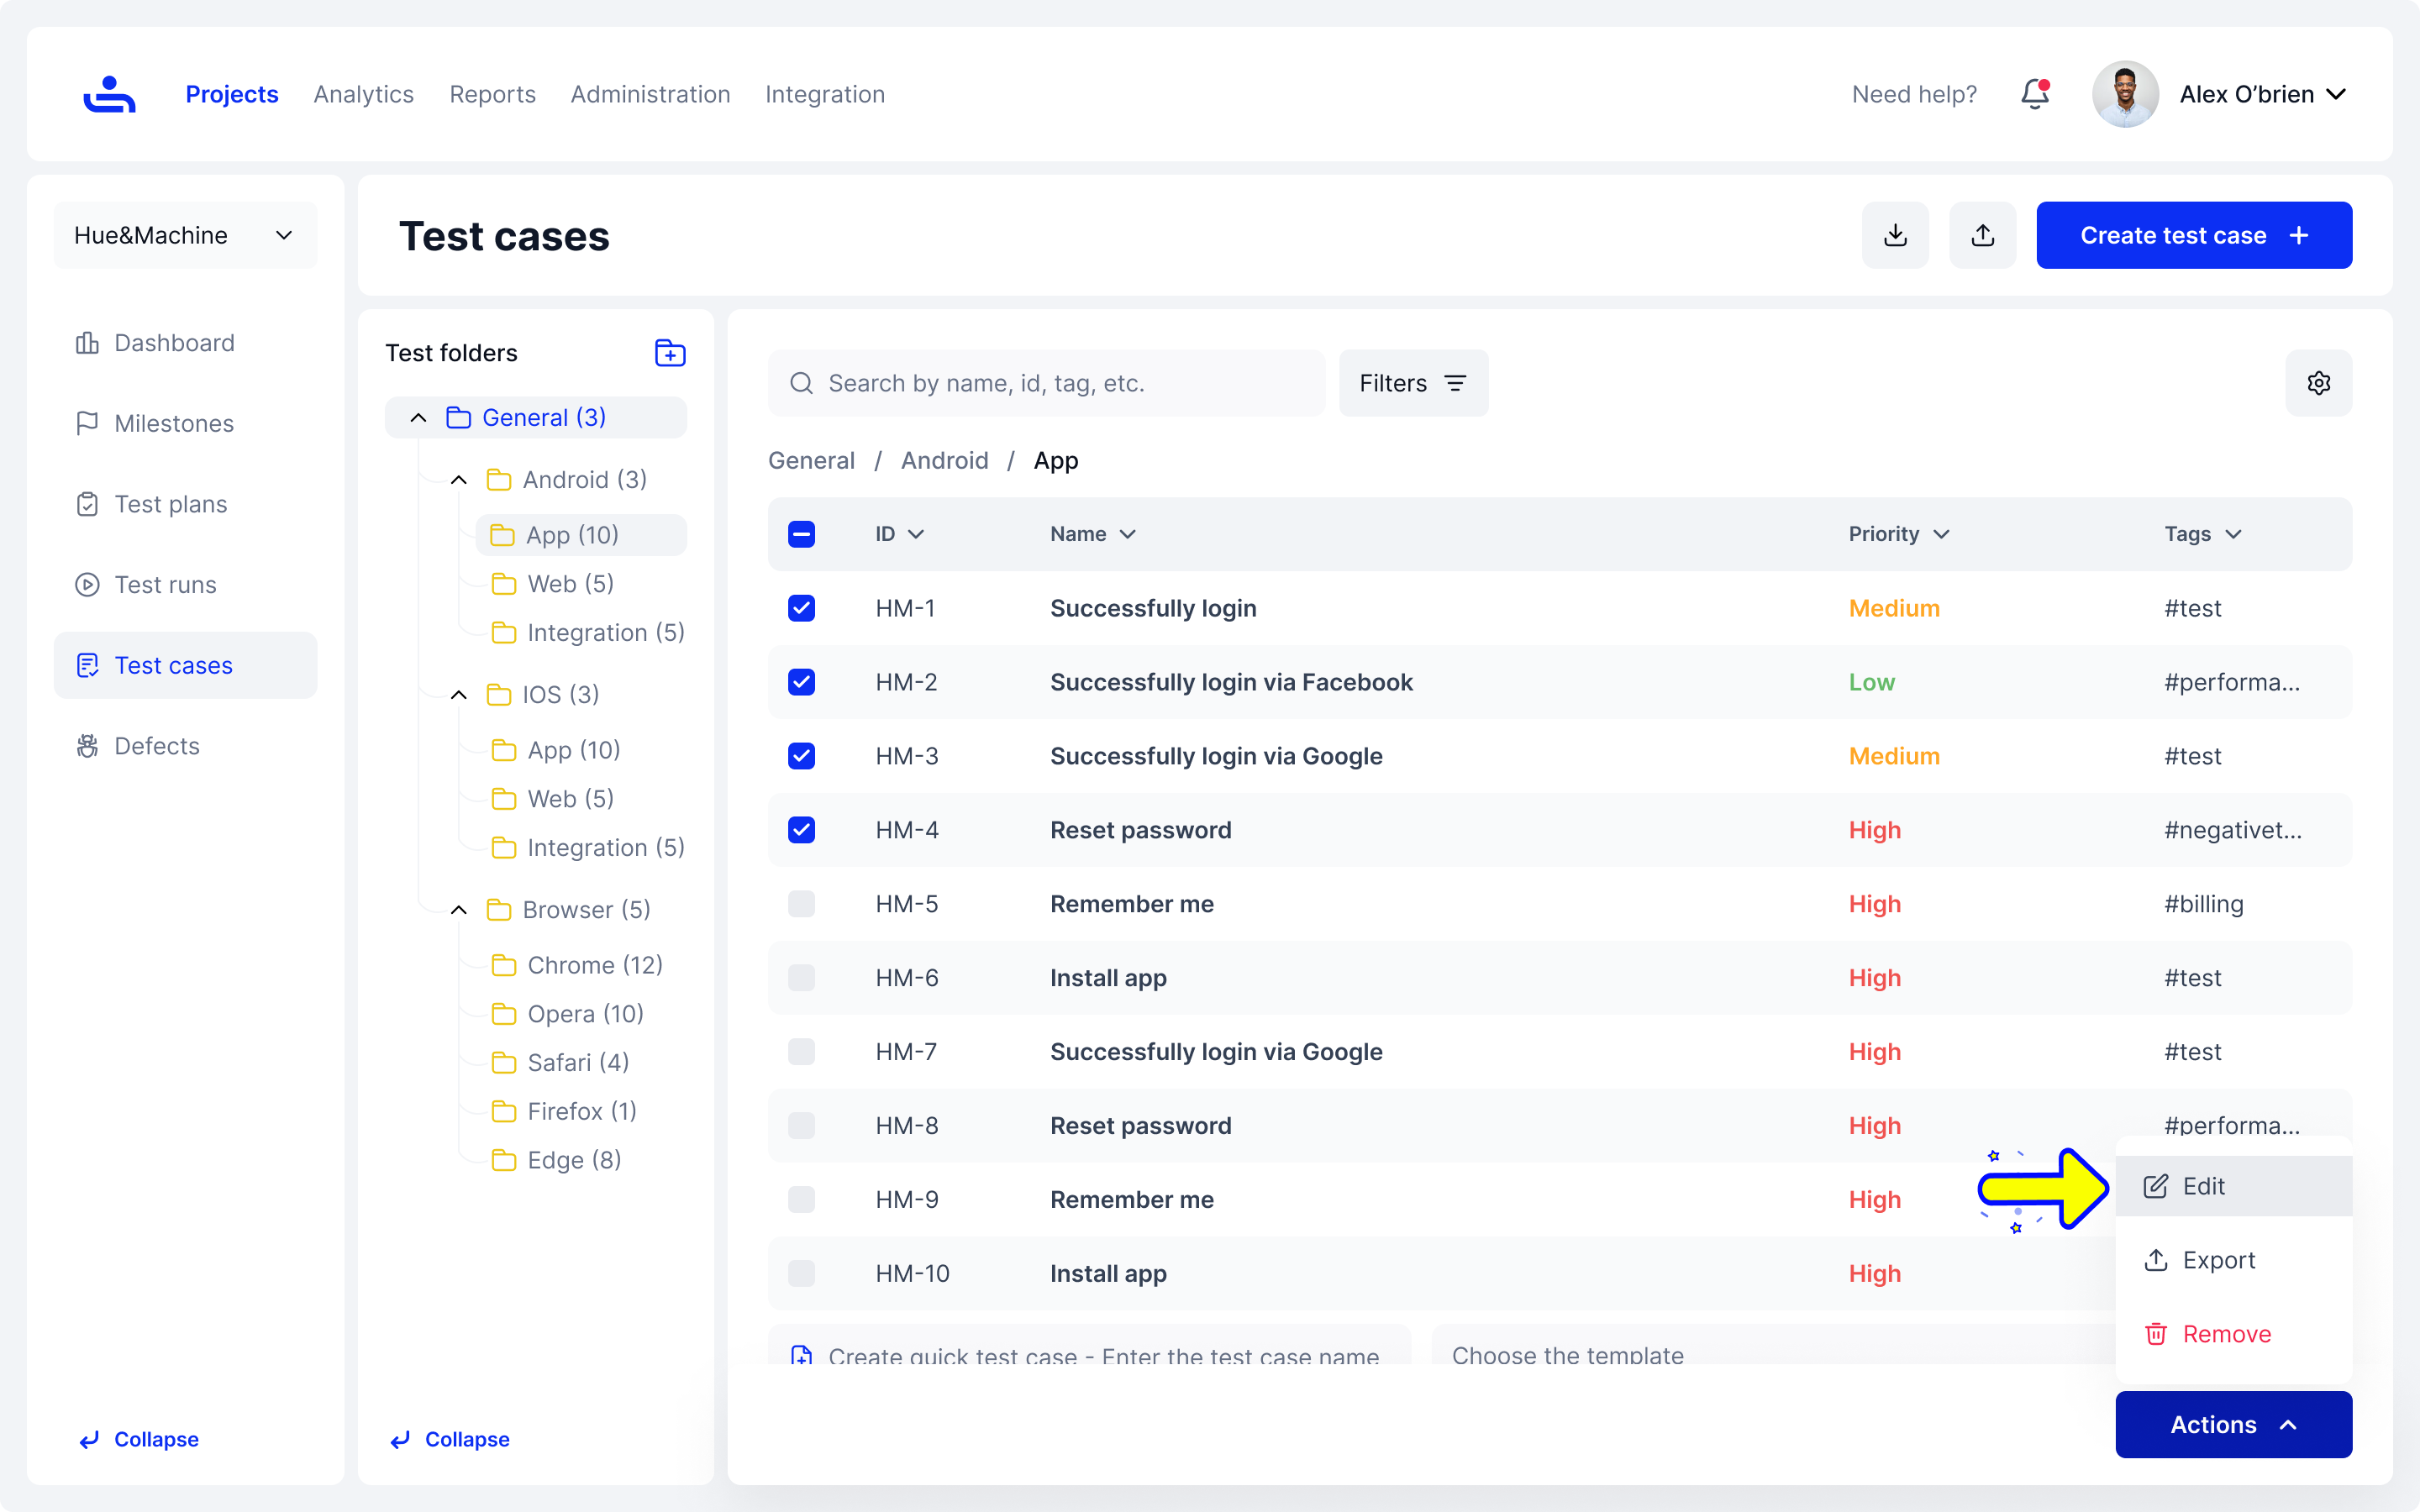 Projects Analytics Reports Administration Integration Need help? Alex O’brien
Hue&Machine
Dashboard
Milestones
Test plans
Test runs
Test cases
Defects
Collapse
Test cases
Create test case +
Test folders
General (3)
Android (3)
App (10)
Web (5)
Integration (5)
IOS (3)
App (10)
Web (5)
Integration (5)
Browser (5)
Chrome (12)
Opera (10)
Safari (4)
Firefox (1)
Edge (8)
Collapse
Search by name, id, tag, etc. Filters
General / Android / App
ID Name Priority Tags
HM-1 Successfully login Medium #test
HM-2 Successfully login via Facebook Low #performa...
HM-3 Successfully login via Google Medium #test
HM-4 Reset password High #negativet...
HM-5 Remember me High #billing
HM-6 Install app High #test
HM-7 Successfully login via Google High #test
HM-8 Reset password High #performa...
HM-9 Remember me High
HM-10 Install app High
Create quick test case - Enter the test case name Choose the template
Edit
Export
Remove
Actions